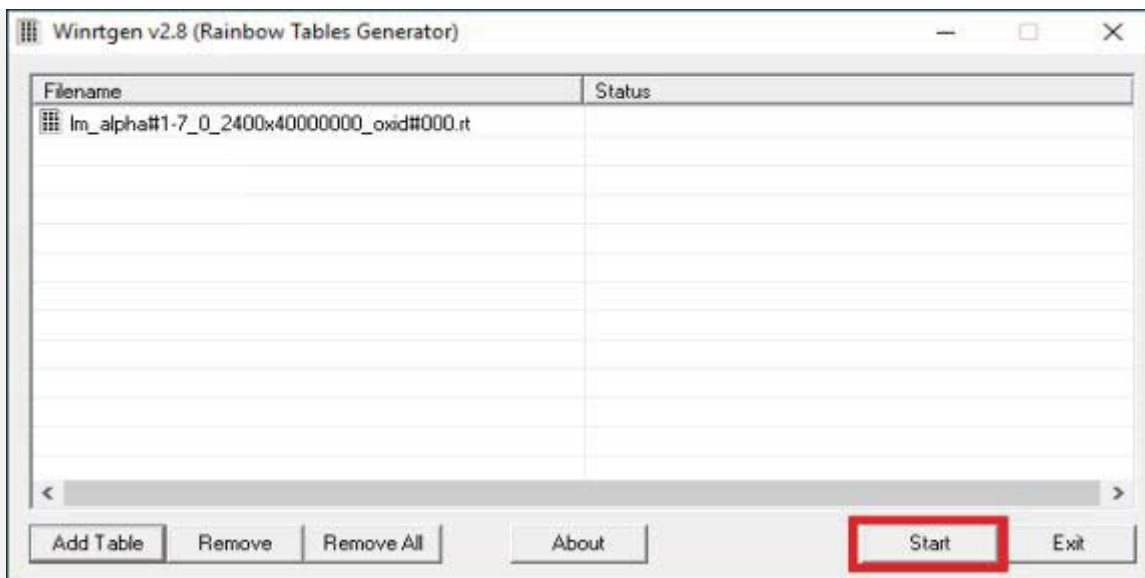 Winrtgen v2.8 (Rainbow Tables Generator)
Filename Status
lm_alpha#1-7_0_2400x40000000_oxid#000.rt
Add Table Remove Remove All About Start Exit